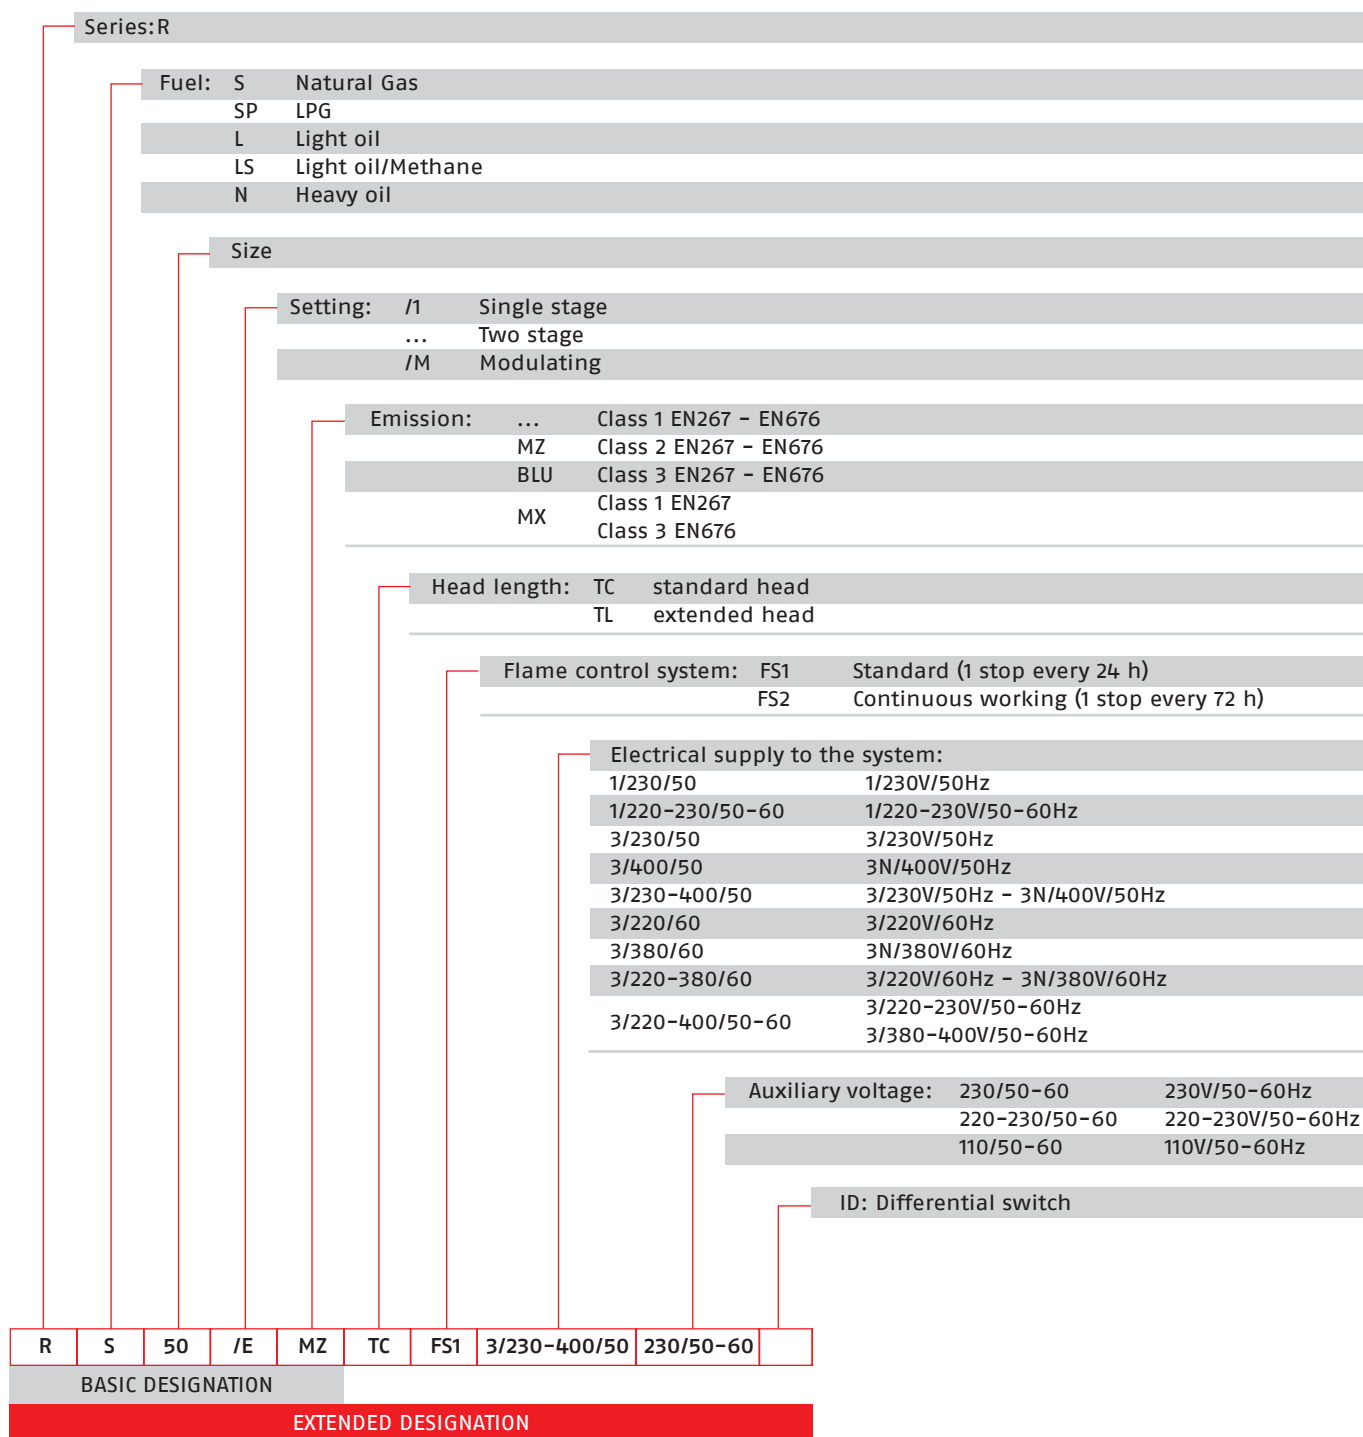 Series: R
Fuel: S Natural Gas
SP LPG
L Light oil
LS Light oil/Methane
N Heavy oil
Size
Setting: /1 Single stage
... Two stage
/M Modulating
Emission: ... Class 1 EN267 - EN676
MZ Class 2 EN267 - EN676
BLU Class 3 EN267 - EN676
MX Class 1 EN267
Class 3 EN676
Head length: TC standard head
TL extended head
Flame control system: FS1 Standard (1 stop every 24 h)
FS2 Continuous working (1 stop every 72 h)
Electrical supply to the system:
1/230/50 1/230V/50Hz
1/220-230/50-60 1/220-230V/50-60Hz
3/230/50 3/230V/50Hz
3/400/50 3N/400V/50Hz
3/230-400/50 3/230V/50Hz - 3N/400V/50Hz
3/220/60 3/220V/60Hz
3/380/60 3N/380V/60Hz
3/220-380/60 3/220V/60Hz - 3N/380V/60Hz
3/220-400/50-60 3/220-230V/50-60Hz
3/380-400V/50-60Hz
Auxiliary voltage: 230/50-60 230V/50-60Hz
220-230/50-60 220-230V/50-60Hz
110/50-60 110V/50-60Hz
ID: Differential switch
R S 50 /E MZ TC FS1 3/230-400/50 230/50-60
BASIC DESIGNATION
EXTENDED DESIGNATION